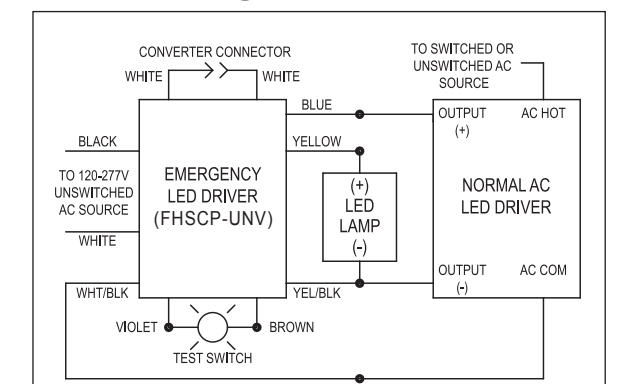 CONVERTER CONNECTOR
WHITE
WHITE
TO SWITCHED OR
UNSWITCHED AC
SOURCE
BLUE
OUTPUT
(+)
AC HOT
BLACK
YELLOW
TO 120-277V
UNSWITCHED
AC SOURCE
EMERGENCY
LED DRIVER
(FHSCP-UNV)
(+)
LED
LAMP
(-)
NORMAL AC
LED DRIVER
WHITE
OUTPUT
(-)
AC COM
WHT/BLK
YEL/BLK
VIOLET
BROWN
TEST SWITCH